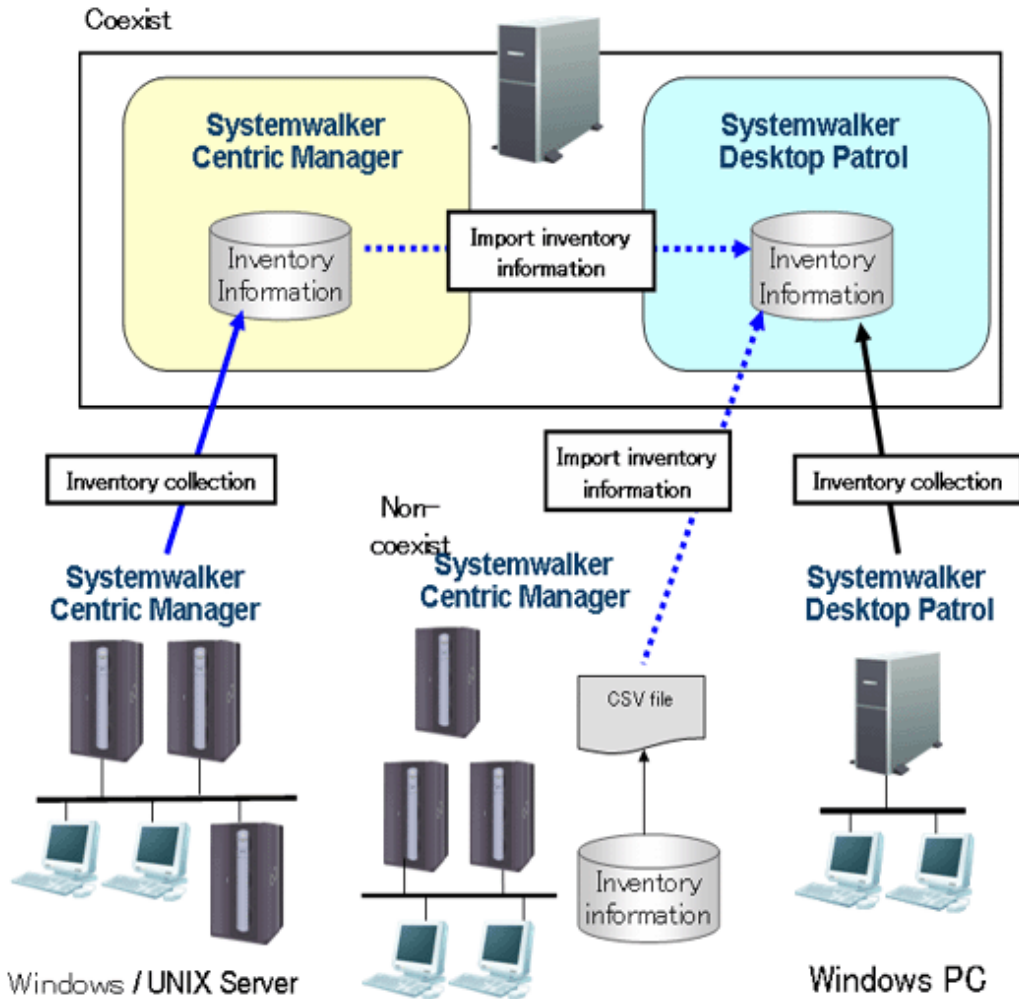 Coexist
Systemwalker
Centric Manager
Systemwalker
Desktop Patrol
Import inventory
information
Inventory
Information
Inventory
Information
Inventory collection
Import inventory
information
Inventory collection
Non-
coexist
Systemwalker
Centric Manager
Systemwalker
Centric Manager
Systemwalker
Desktop Patrol
CSV file
Inventory
information
Windows / UNIX Server
Windows PC